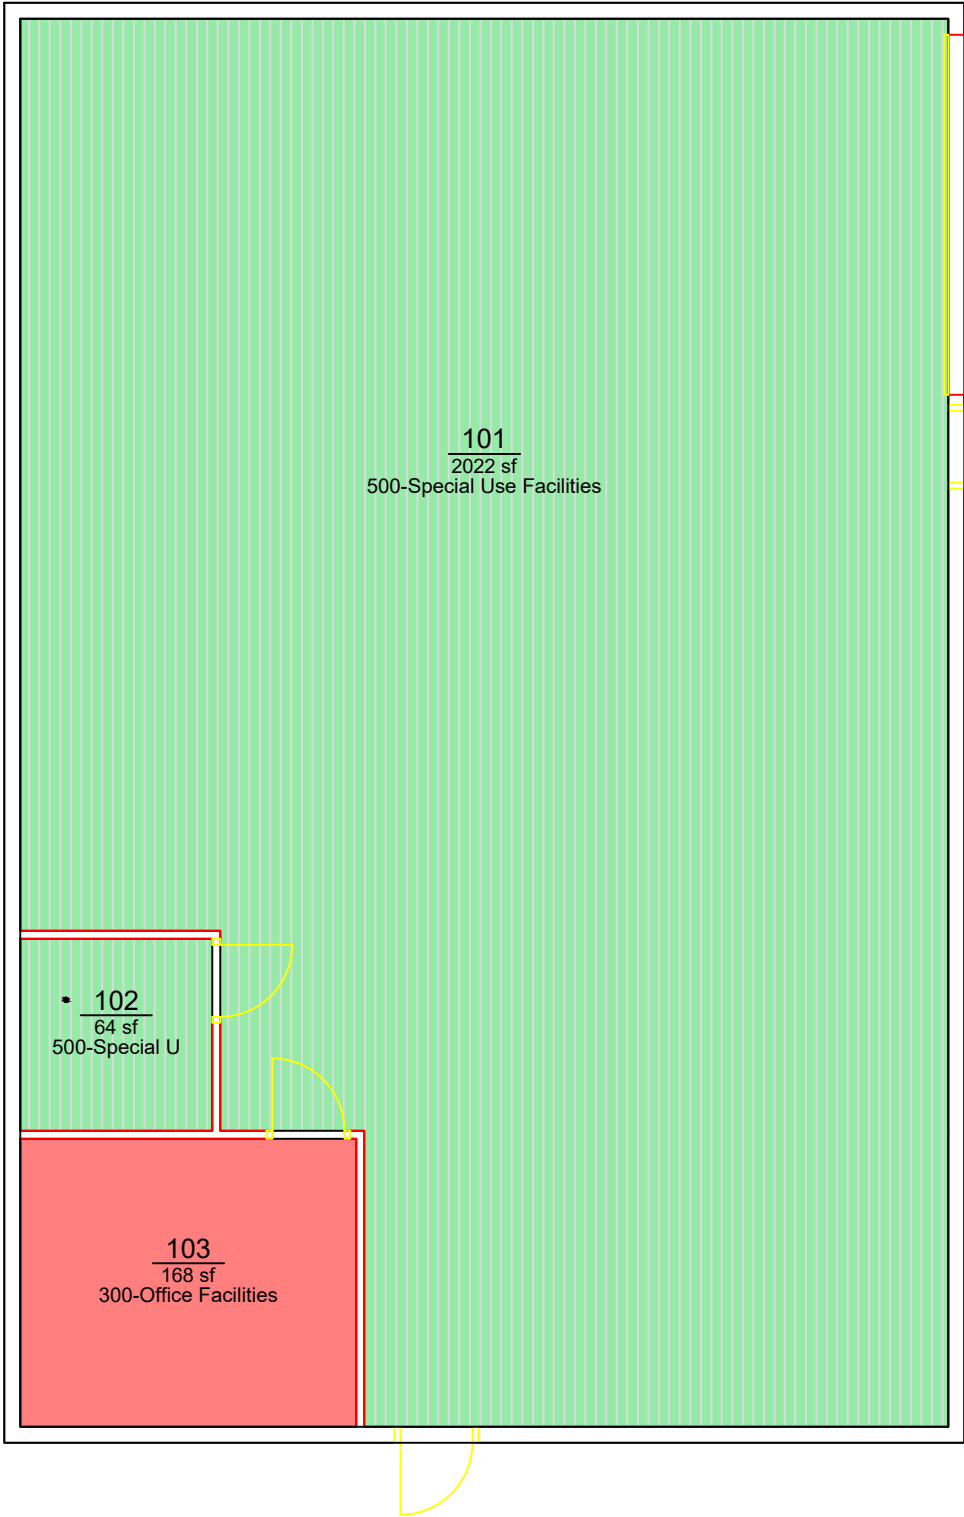 101
2022 sf
500-Special Use Facilities
102
64 sf
500-Special U
103
168 sf
300-Office Facilities